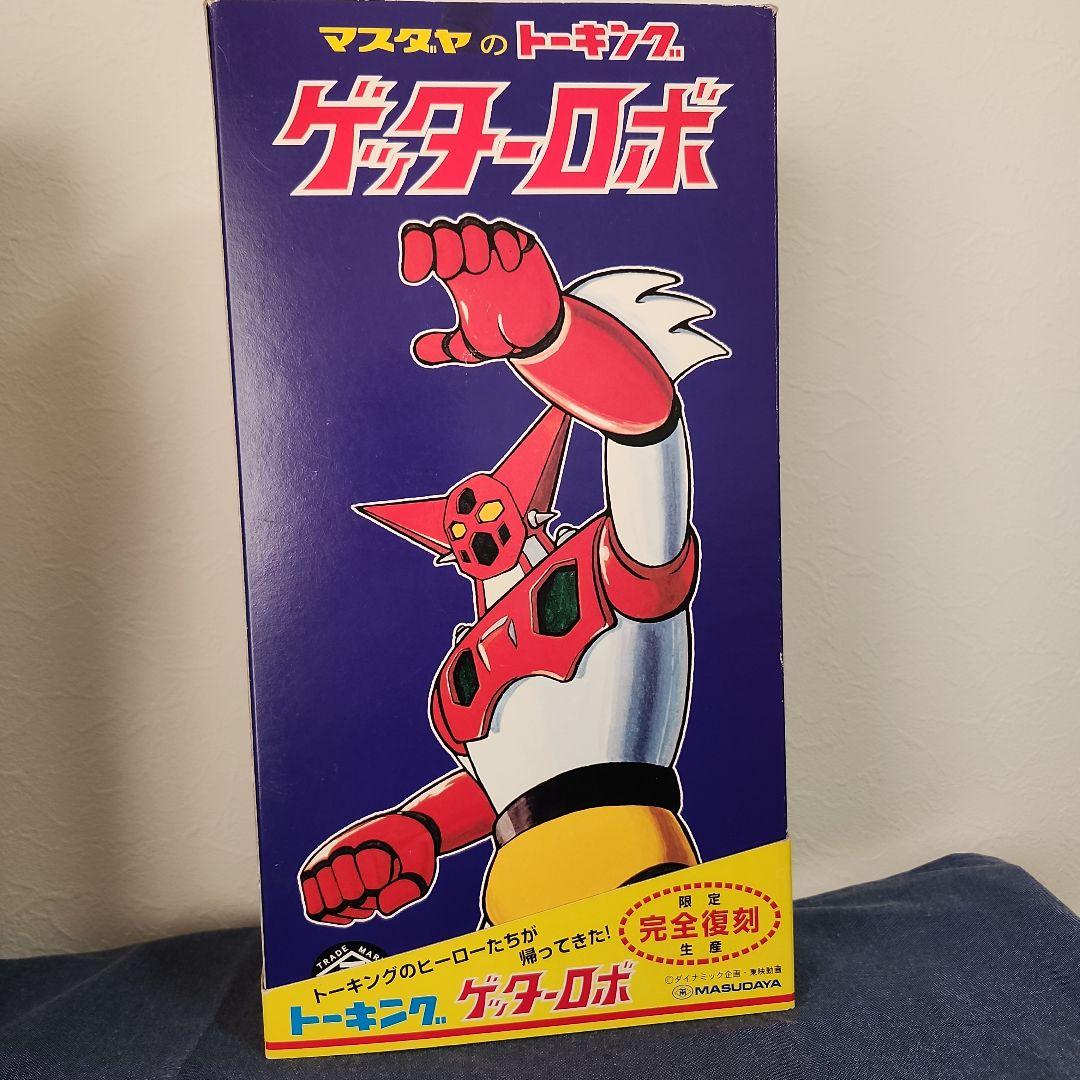 マスダヤのトーキング
ゲッターロボ
TRADE MAR
トーキングのヒーローたちが
帰ってきた!
トーキング ゲッターロボ
限定
完全復刻
生産
©ダイナミック企画・東映動画
MASUDAYA